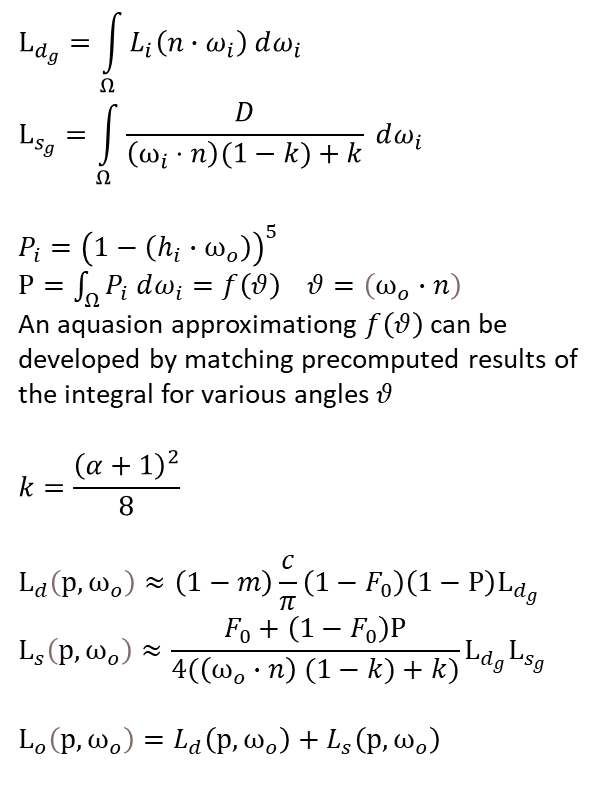 L_{d_g} = ∫_Ω L_i (n · ω_i) dω_i
L_{s_g} = ∫_Ω D / ((ω_i · n)(1 − k) + k) dω_i
P_i = (1 − (h_i · ω_o))^5
P = ∫_Ω P_i dω_i = f(ϑ) ϑ = (ω_o · n)
An aquasion approximationg f(ϑ) can be
developed by matching precomputed results of
the integral for various angles ϑ
k = (α + 1)^2 / 8
L_d(p, ω_o) ≈ (1 − m) c/π (1 − F_0)(1 − P)L_{d_g}
L_s(p, ω_o) ≈ (F_0 + (1 − F_0)P) / (4((ω_o · n) (1 − k) + k)) L_{d_g} L_{s_g}
L_o(p, ω_o) = L_d(p, ω_o) + L_s(p, ω_o)